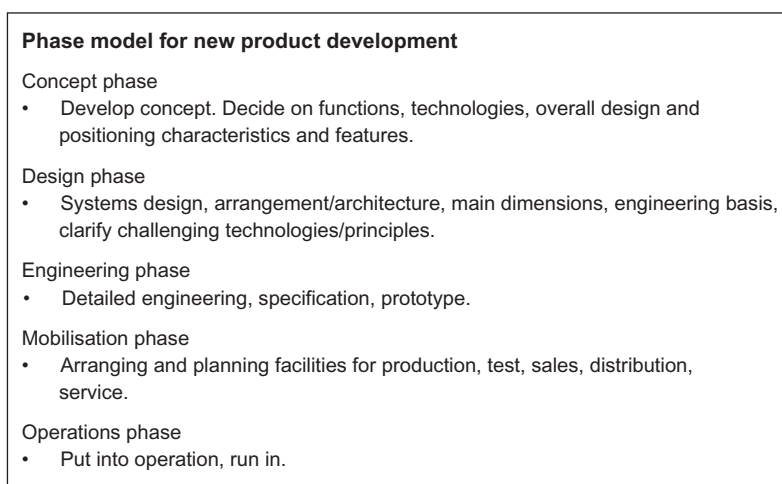 Phase model for new product development
Concept phase
• Develop concept. Decide on functions, technologies, overall design and
positioning characteristics and features.
Design phase
• Systems design, arrangement/architecture, main dimensions, engineering basis,
clarify challenging technologies/principles.
Engineering phase
• Detailed engineering, specification, prototype.
Mobilisation phase
• Arranging and planning facilities for production, test, sales, distribution,
service.
Operations phase
• Put into operation, run in.